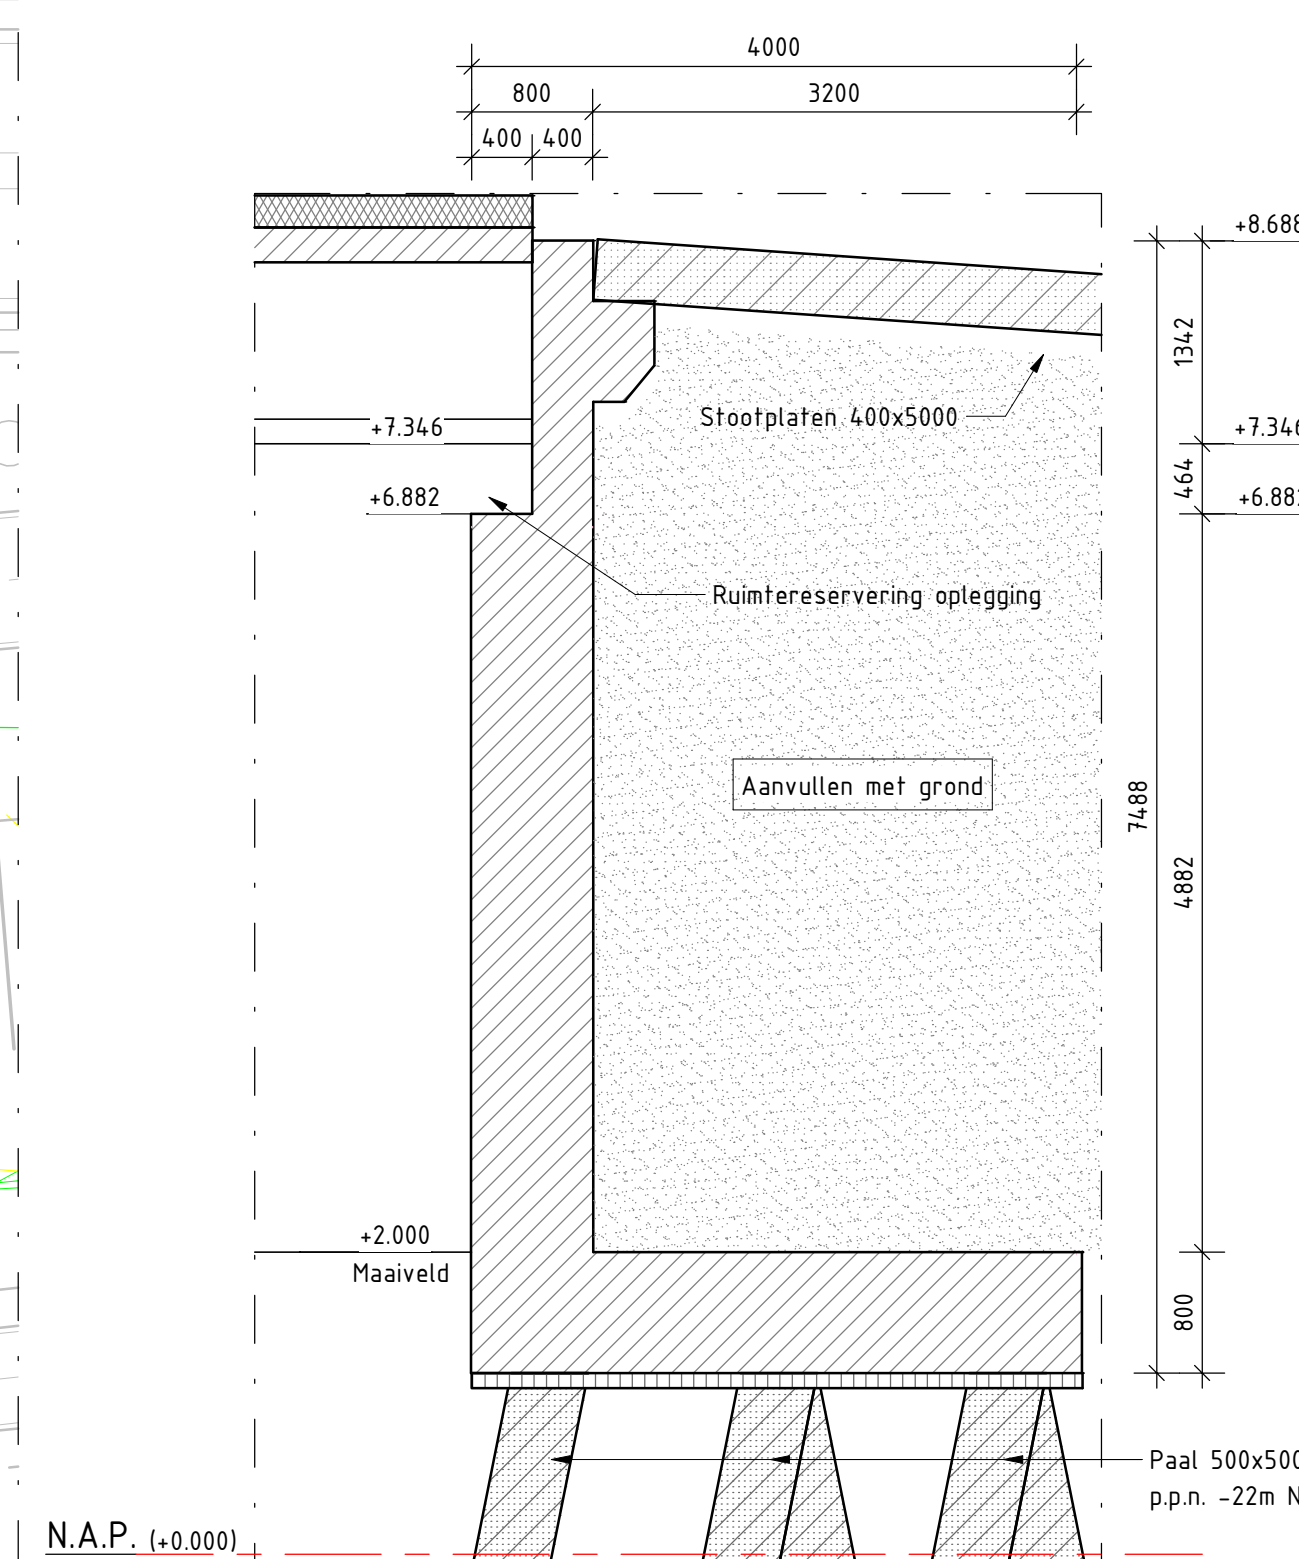 4000
800
3200
400
400
+8.688
1342
Stootplaten 400x5000
+7.346
+7.346
464
+6.882
+6.882
Ruimtereservering oplegging
Aanvullen met grond
7488
4882
+2.000
Maaiveld
800
Paal 500x500
p.p.n. -22m N
N.A.P. (+0.000)